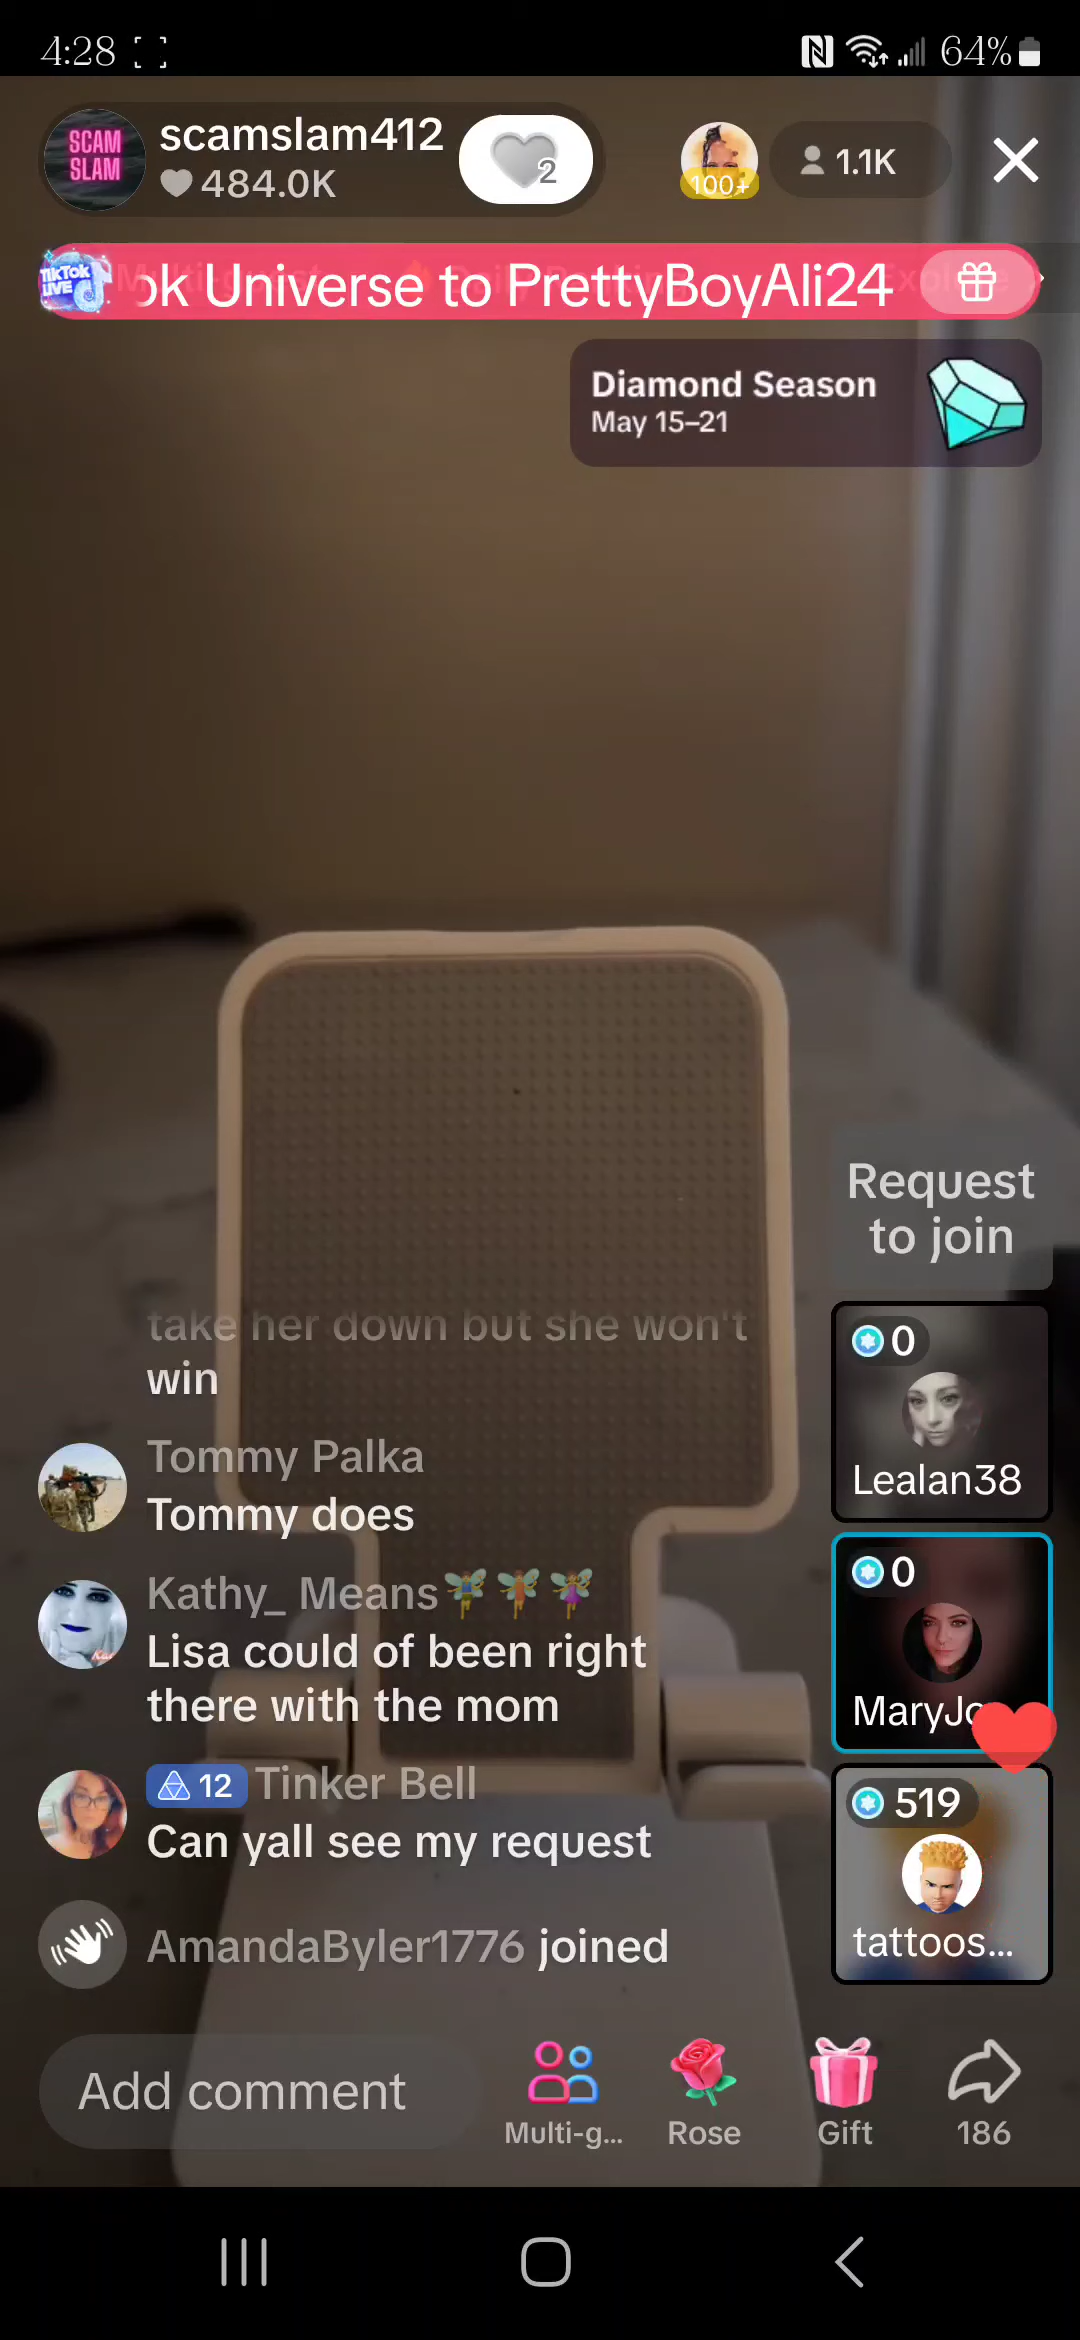 4:28
64%
SCAM
SLAM
scamslam412
2
484.0K
100+
1.1K
TikTok
LIVE
ok Universe to PrettyBoyAli24
Diamond Season
May 15–21
Request
to join
take her down but she won't
win
0
Lealan38
Tommy Palka
Tommy does
0
MaryJo
Kathy_ Means
Lisa could of been right
there with the mom
12 Tinker Bell
Can yall see my request
519
tattoos...
AmandaByler1776 joined
Add comment
Multi-g...
Rose
Gift
186